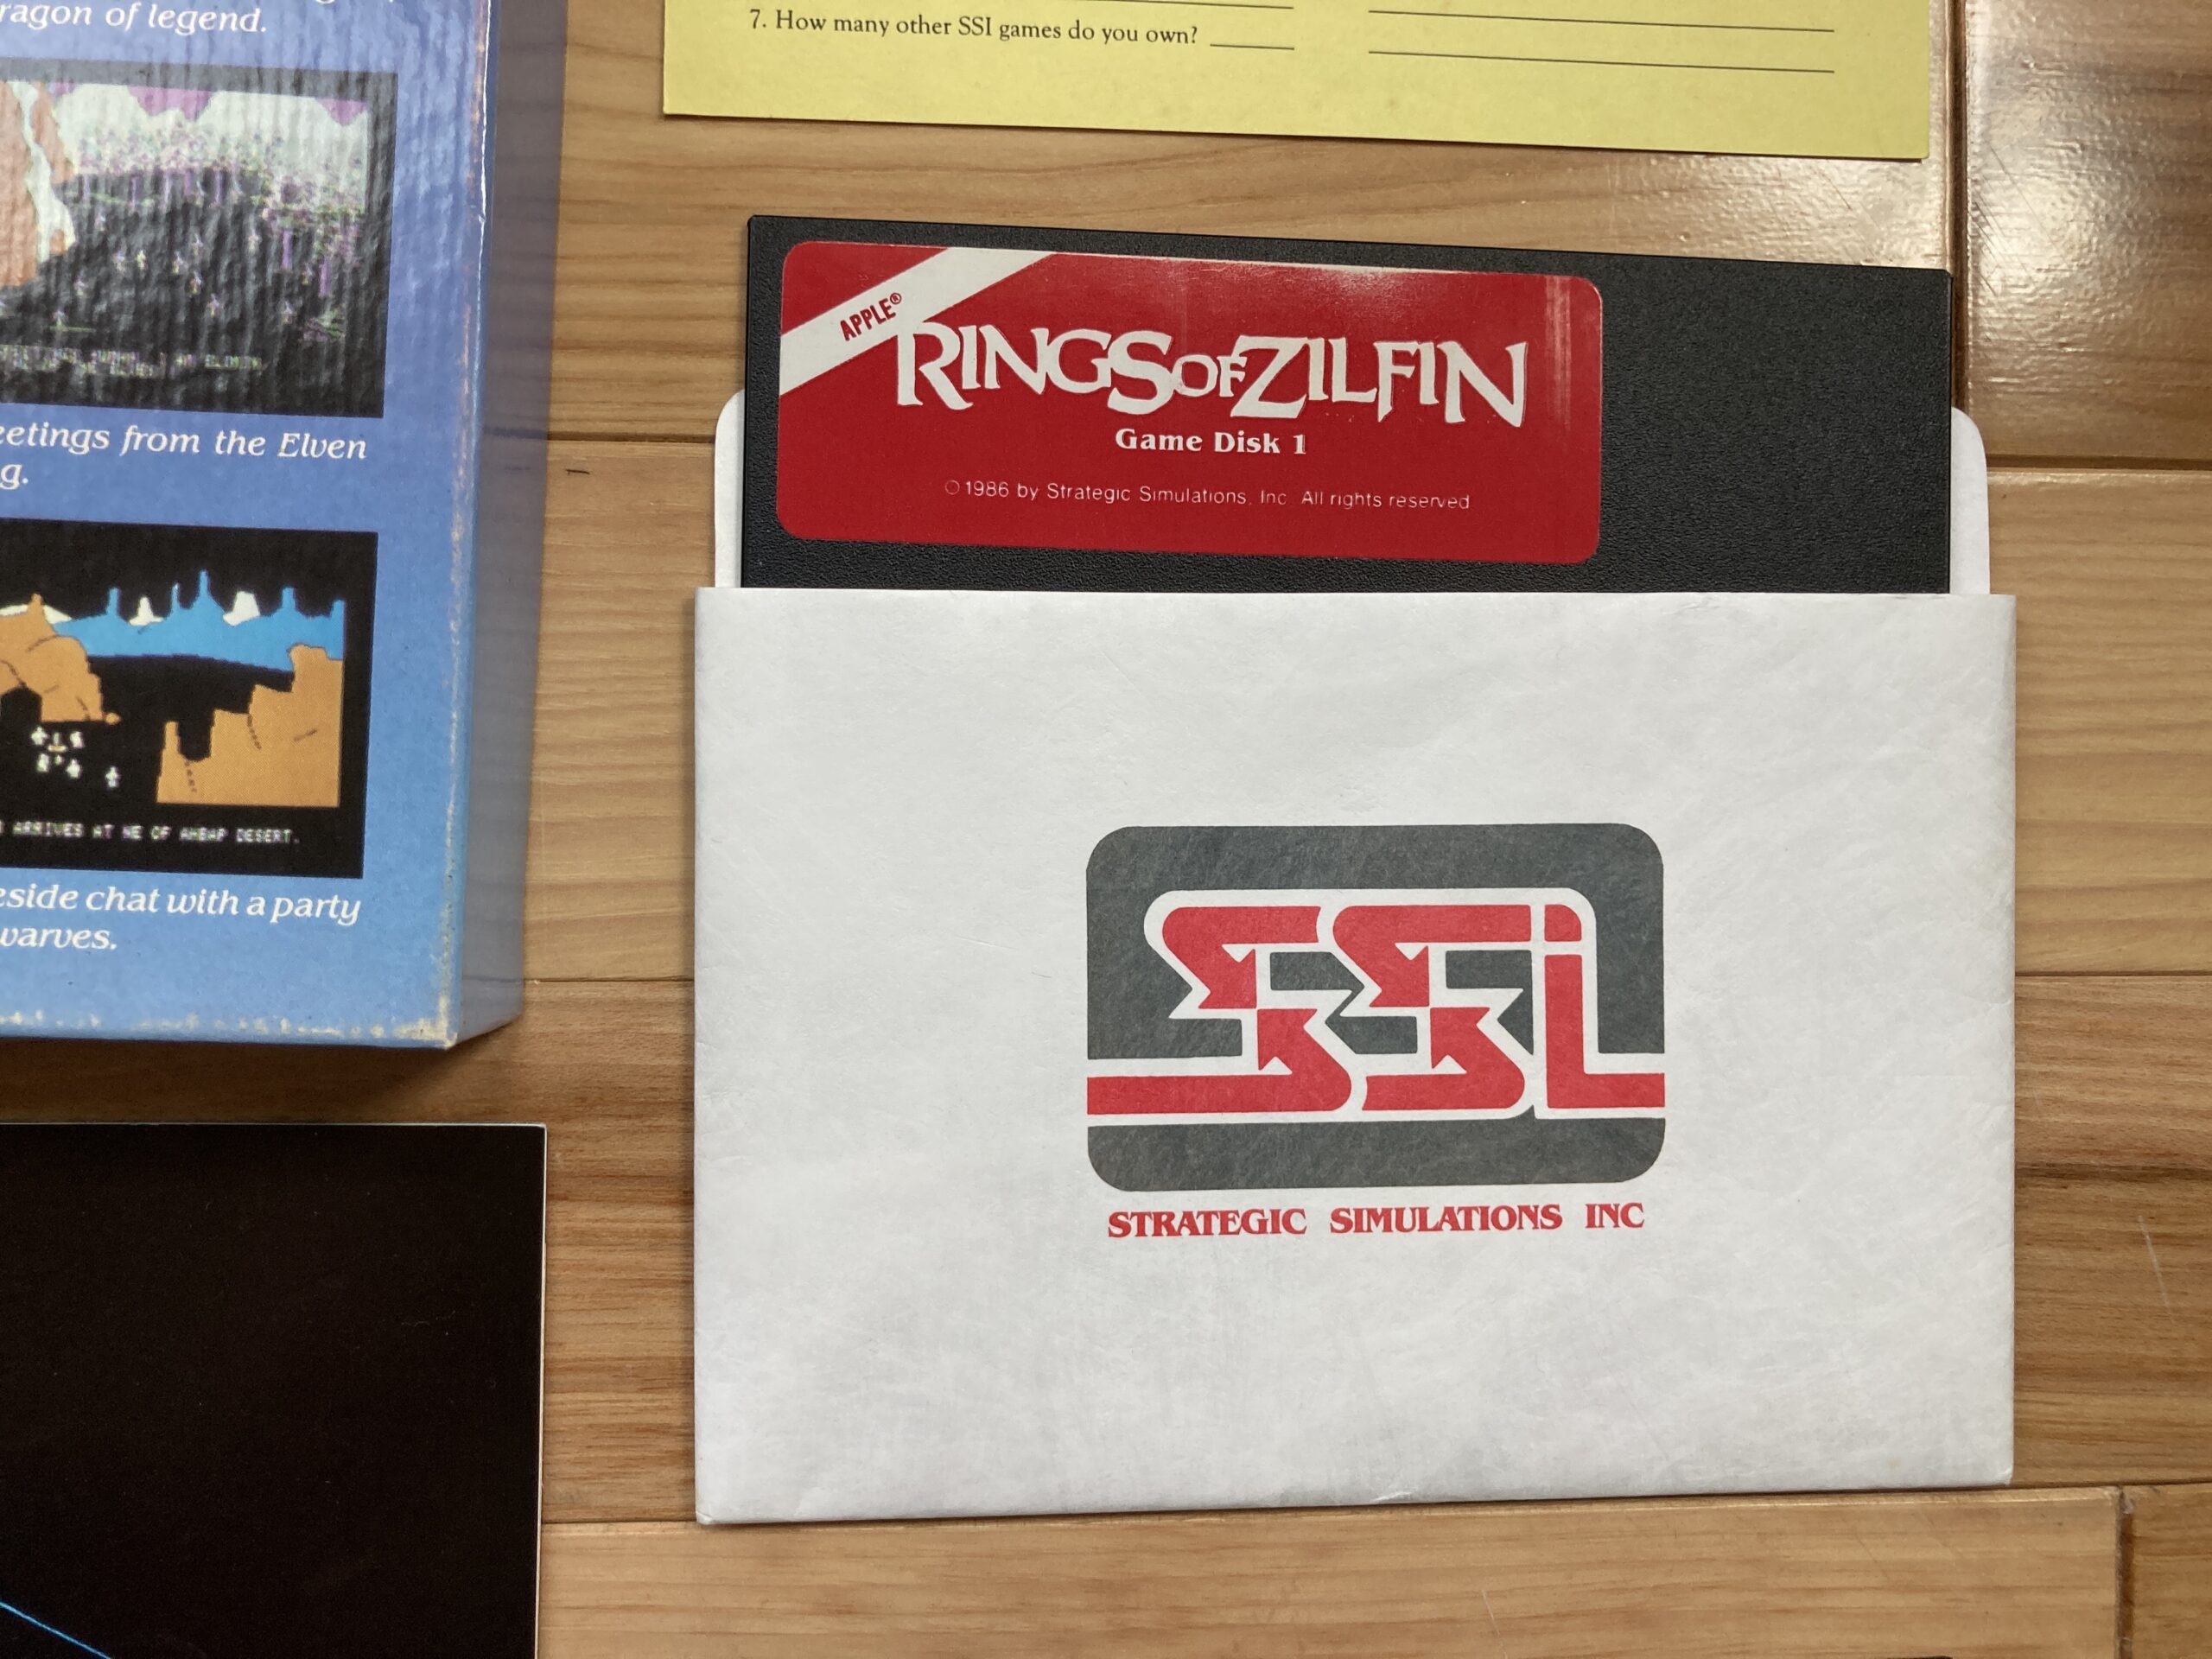 ragon of legend.
eetings from the Elven
g.
ARRIVES AT NE OF AHBAP DESERT.
eside chat with a party
warves.
7. How many other SSI games do you own?
APPLE®
RINGS OF ZILFIN
Game Disk 1
©1986 by Strategic Simulations, Inc. All rights reserved
SSI
STRATEGIC SIMULATIONS INC